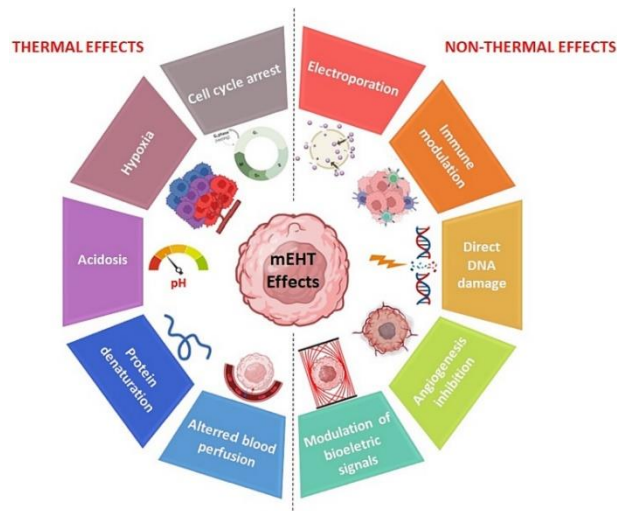 THERMAL EFFECTS
NON-THERMAL EFFECTS
Cell cycle arrest
Electroporation
Hypoxia
Immune
modulation
Acidosis
pH
mEHT
Effects
Direct
DNA
damage
Protein
denaturation
Angiogenesis
inhibition
Alterred blood
perfusion
Modulation of
bioeletric
signals